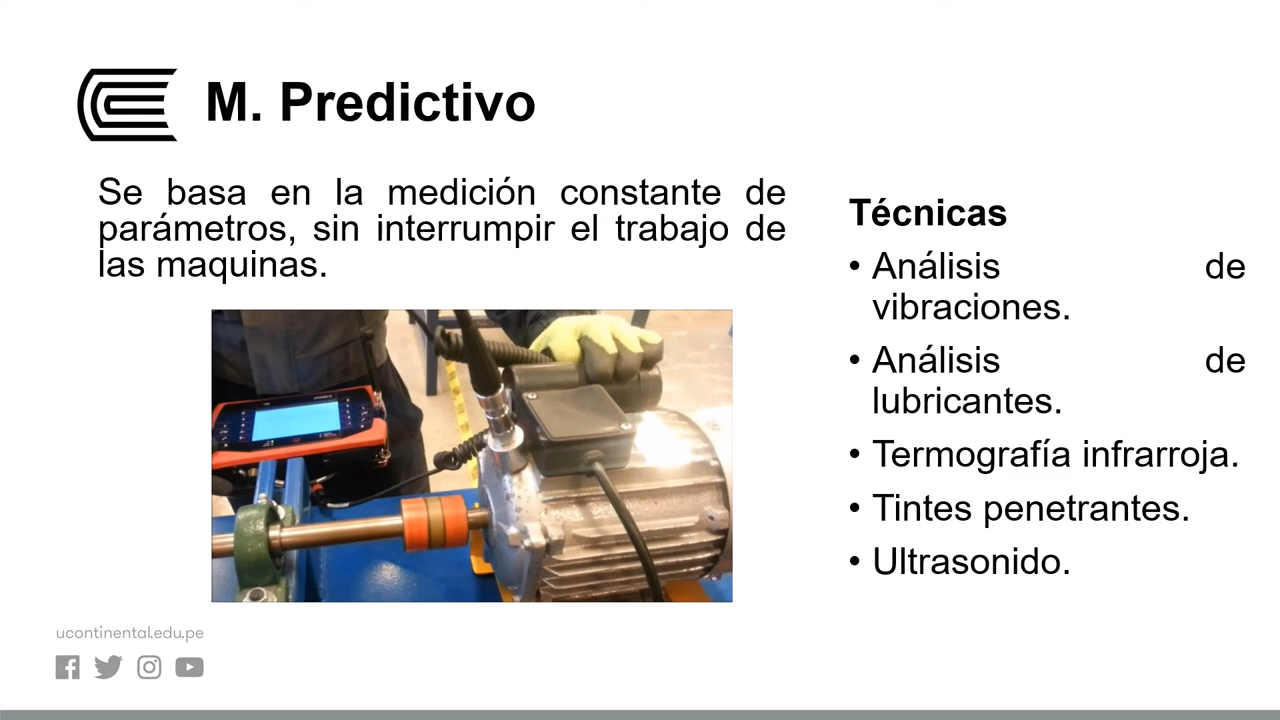 M. Predictivo
Se basa en la medición constante de
parámetros, sin interrumpir el trabajo de
las maquinas.
Técnicas
• Análisis de
vibraciones.
• Análisis de
lubricantes.
• Termografía infrarroja.
• Tintes penetrantes.
• Ultrasonido.
ucontinental.edu.pe